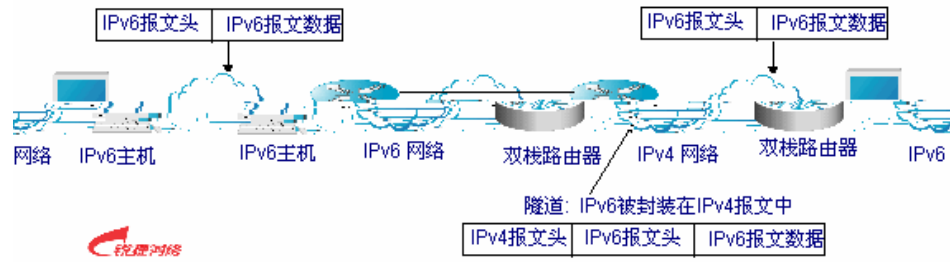 IPv6报文头 IPv6报文数据 IPv6报文头 IPv6报文数据
网络 IPv6主机 IPv6主机 IPv6 网络 双栈路由器 IPv4 网络 双栈路由器 IPv6
隧道: IPv6被封装在IPv4报文中
IPv4报文头 IPv6报文头 IPv6报文数据
锐捷网络